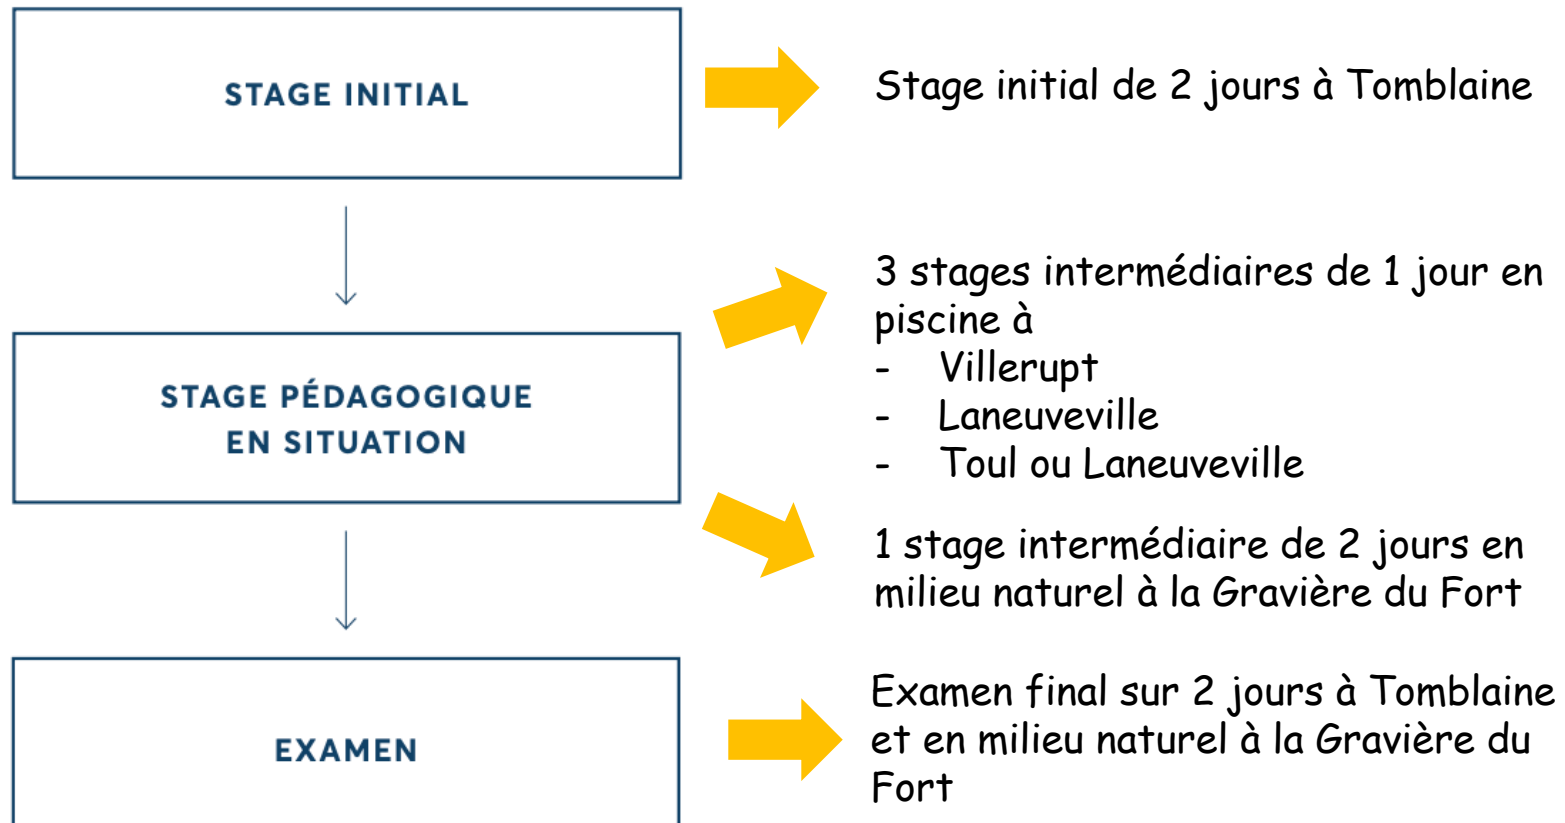 STAGE INITIAL
Stage initial de 2 jours à Tomblaine
STAGE PÉDAGOGIQUE
EN SITUATION
3 stages intermédiaires de 1 jour en
piscine à
- Villerupt
- Laneuveville
- Toul ou Laneuveville
1 stage intermédiaire de 2 jours en
milieu naturel à la Gravière du Fort
EXAMEN
Examen final sur 2 jours à Tomblaine
et en milieu naturel à la Gravière du
Fort